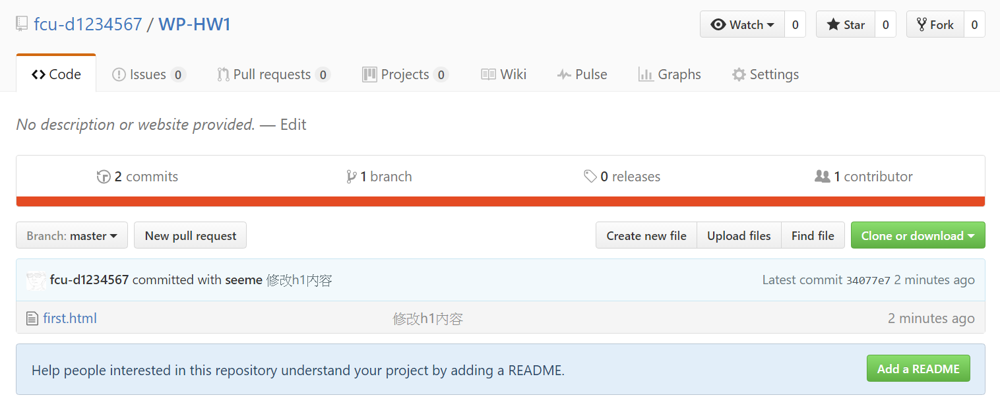 fcu-d1234567 / WP-HW1 Watch 0 Star 0 Fork 0
Code Issues 0 Pull requests 0 Projects 0 Wiki Pulse Graphs Settings
No description or website provided. — Edit
2 commits 1 branch 0 releases 1 contributor
Branch: master New pull request Create new file Upload files Find file Clone or download
fcu-d1234567 committed with seeme 修改h1内容 Latest commit 34077e7 2 minutes ago
first.html 修改h1内容 2 minutes ago
Help people interested in this repository understand your project by adding a README. Add a README